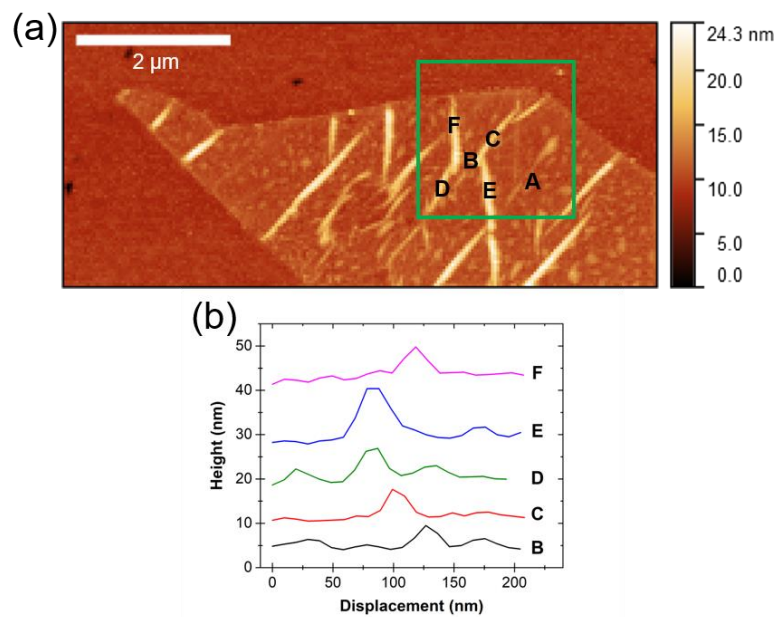 (a)
2 µm
24.3 nm
20.0
15.0
10.0
5.0
0.0
F
C
B
D
E
A
(b)
Height (nm)
50
40
30
20
10
0
F
E
D
C
B
0
50
100
150
200
Displacement (nm)